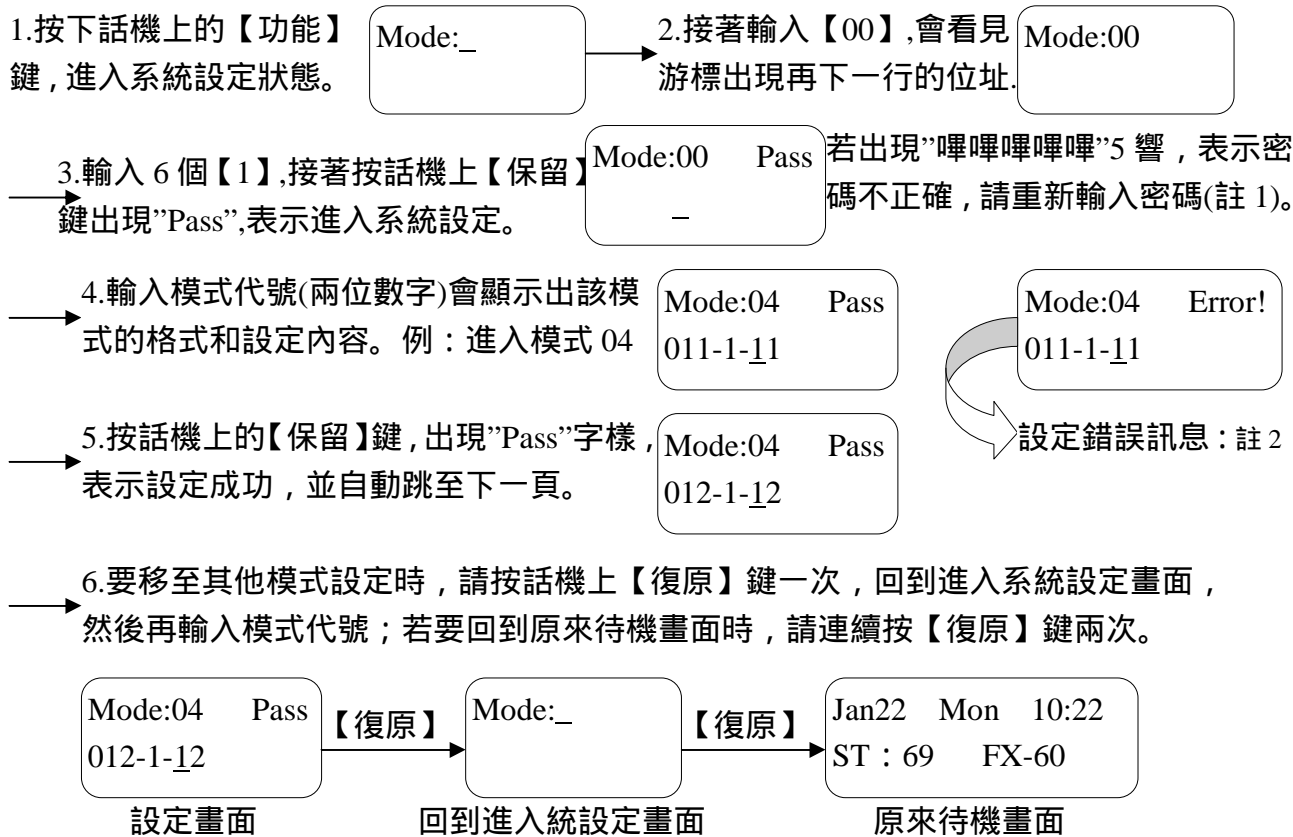 1.按下話機上的【功能】
鍵，進入系統設定狀態。
Mode:_
2.接著輸入【00】,會看見
游標出現再下一行的位址.
Mode:00
3.輸入 6 個【1】,接著按話機上【保留】
鍵出現”Pass”,表示進入系統設定。
Mode:00 Pass
_
若出現”嗶嗶嗶嗶嗶”5 響，表示密
碼不正確，請重新輸入密碼(註 1)。
4.輸入模式代號(兩位數字)會顯示出該模
式的格式和設定內容。例：進入模式 04
Mode:04 Pass
011-1-11
Mode:04 Error!
011-1-11
設定錯誤訊息：註 2
5.按話機上的【保留】鍵，出現”Pass”字樣，
表示設定成功，並自動跳至下一頁。
Mode:04 Pass
012-1-12
6.要移至其他模式設定時，請按話機上【復原】鍵一次，回到進入系統設定畫面，
然後再輸入模式代號；若要回到原來待機畫面時，請連續按【復原】鍵兩次。
Mode:04 Pass
012-1-12
【復原】
Mode:_
【復原】
Jan22 Mon 10:22
ST：69 FX-60
設定畫面
回到進入統設定畫面
原來待機畫面